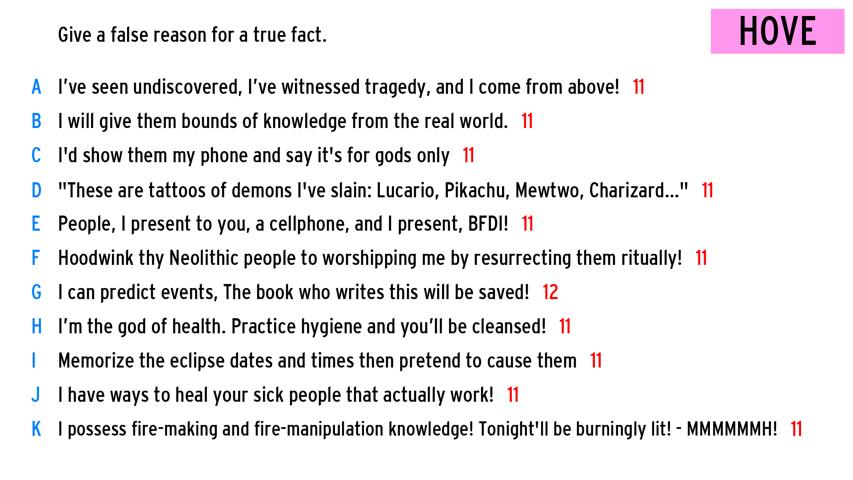 Give a false reason for a true fact.
HOVE
A I've seen undiscovered, I've witnessed tragedy, and I come from above! 11
B I will give them bounds of knowledge from the real world. 11
C I'd show them my phone and say it's for gods only 11
D "These are tattoos of demons I've slain: Lucario, Pikachu, Mewtwo, Charizard..." 11
E People, I present to you, a cellphone, and I present, BFDI! 11
F Hoodwink thy Neolithic people to worshipping me by resurrecting them ritually! 11
G I can predict events, The book who writes this will be saved! 12
H I'm the god of health. Practice hygiene and you'll be cleansed! 11
I Memorize the eclipse dates and times then pretend to cause them 11
J I have ways to heal your sick people that actually work! 11
K I possess fire-making and fire-manipulation knowledge! Tonight'll be burningly lit! - MMMMMMH! 11